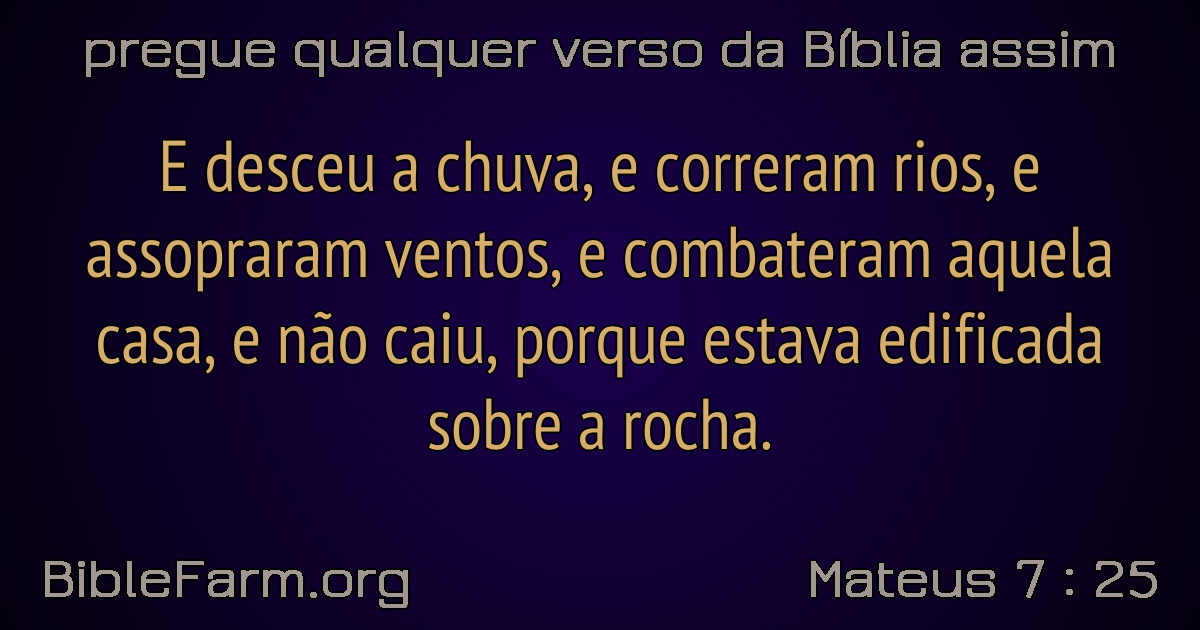 pregue qualquer verso da Bíblia assim
E desceu a chuva, e correram rios, e
assopraram ventos, e combateram aquela
casa, e não caiu, porque estava edificada
sobre a rocha.
BibleFarm.org
Mateus 7 : 25